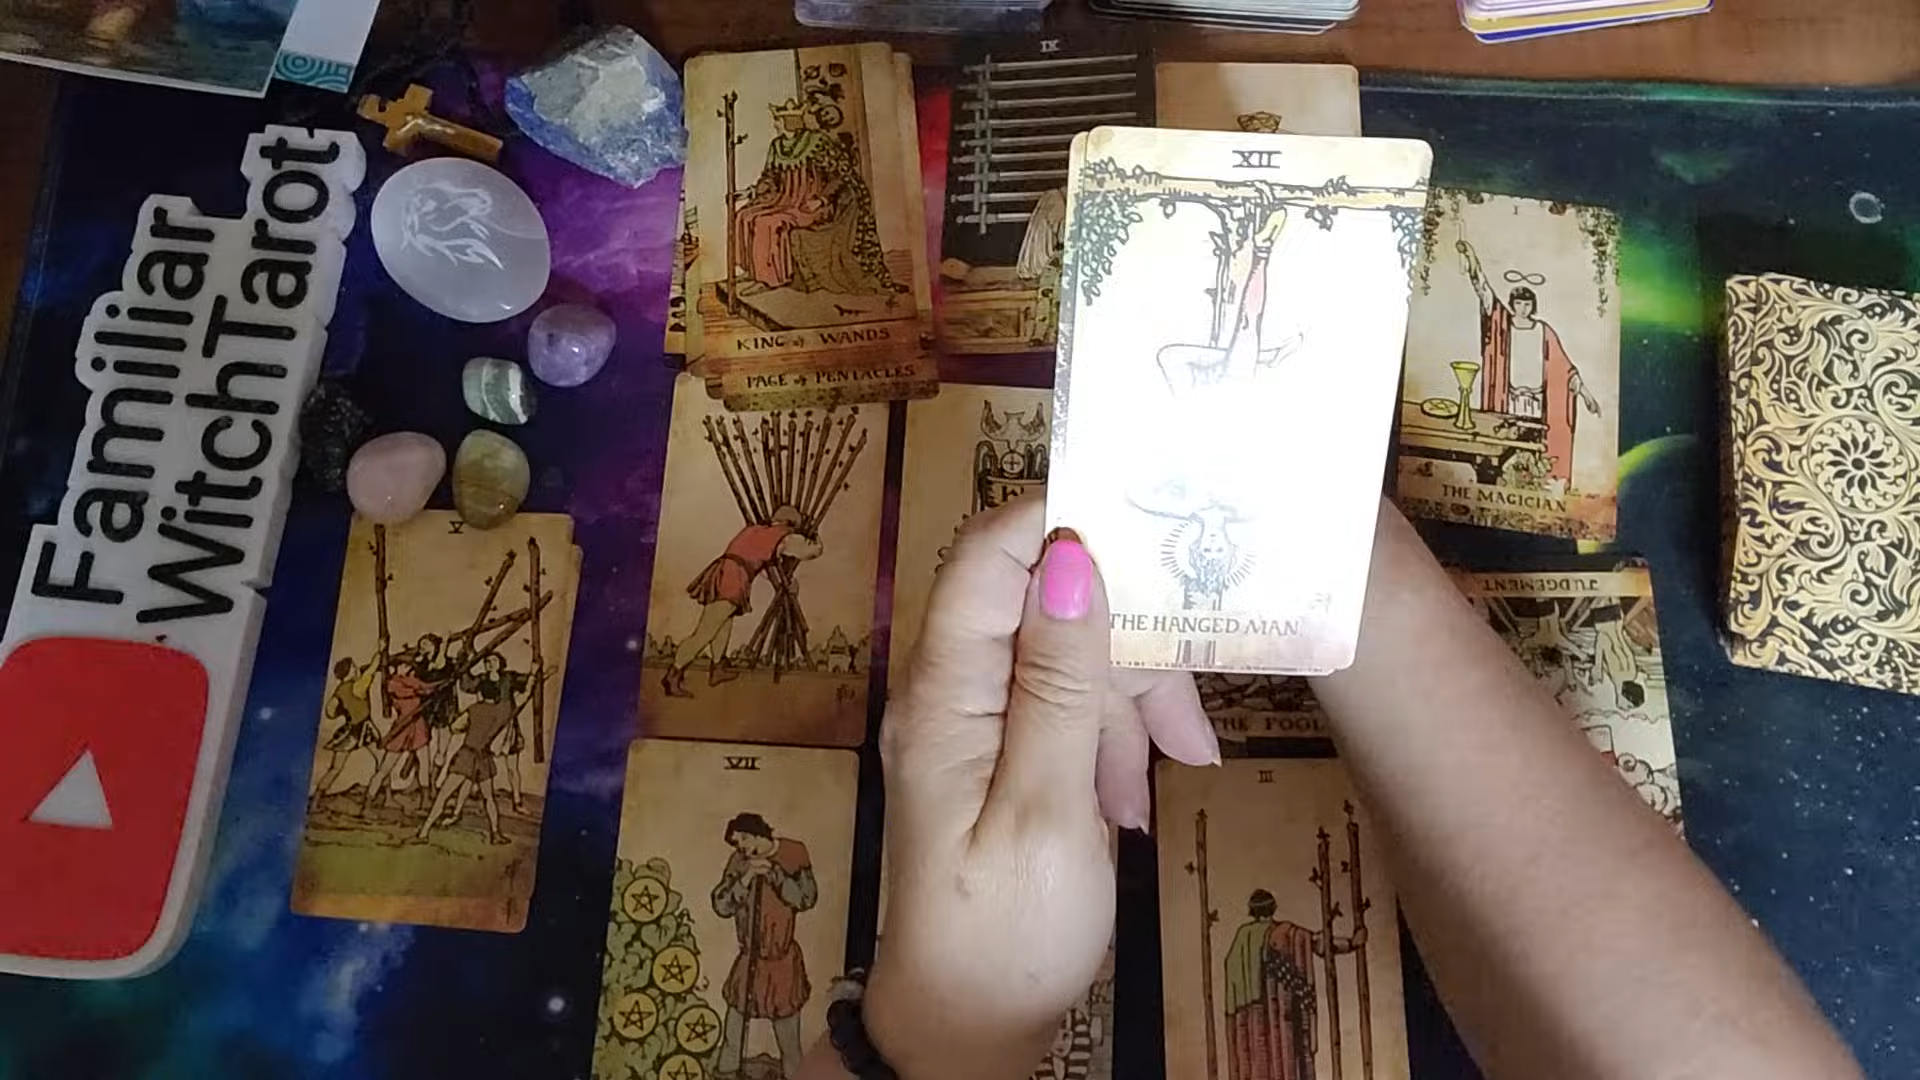 Familiar
WitchTarot
IX
XII
I
KING of WANDS
PAGE of PENTACLES
THE MAGICIAN
JUDGEMENT
THE HANGED MAN.
V
THE FOOL
VII
III